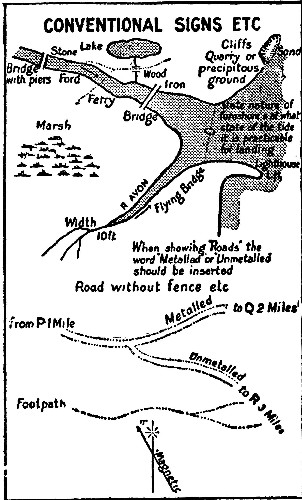 CONVENTIONAL SIGNS ETC
Stone
Lake
Cliffs
Quarry or
precipitous
ground
Sand
Bridge
with piers
Ford
Wood
Iron
Ferry
Bridge
State nature of
foreshore & at what
state of the tide
it is practicable
for landing
Marsh
Lighthouse
L.H.
R AVON
Flying Bridge
Width
10ft
When showing "Roads" the
word "Metalled" or "Unmetalled
should be inserted
Road without fence etc
from P 1 Mile
Metalled
to Q 2 Miles
Unmetalled
to R 3 Miles
Footpath
Magnetic